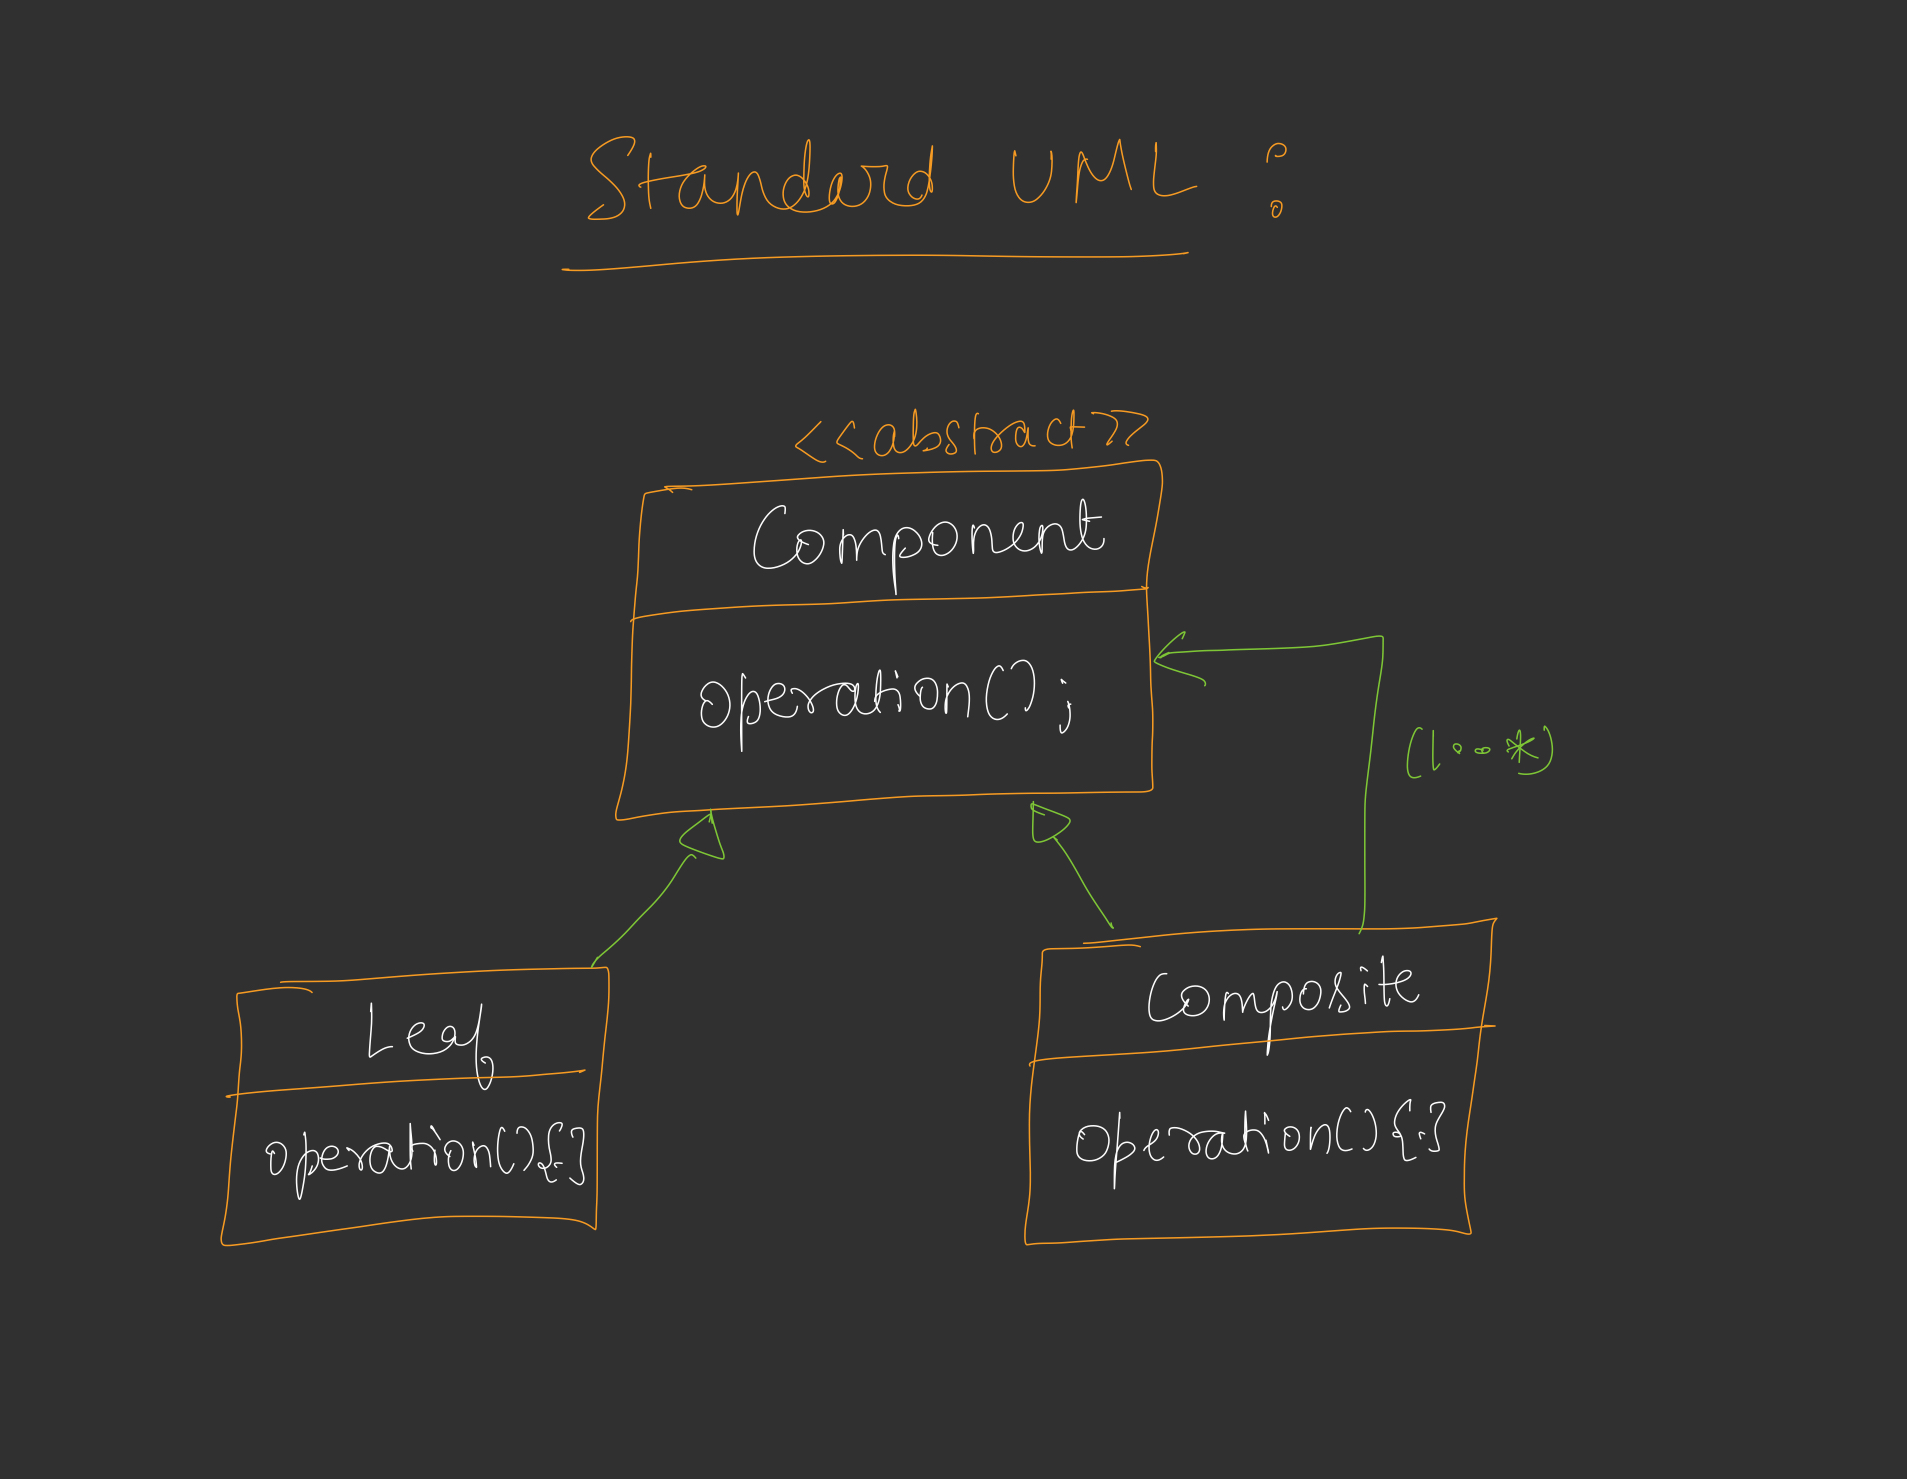 Standard UML :
<<abstract>>
Component
operation();
(1..*)
Leaf
operation(){.}
Composite
operation(){.}